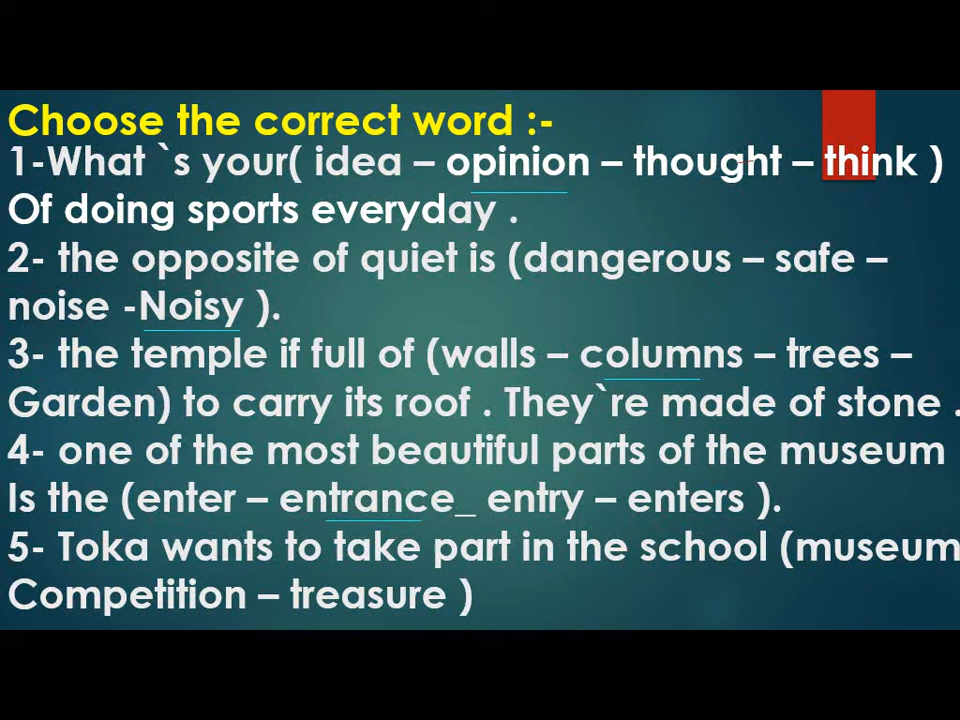 Choose the correct word :-
1-What `s your( idea – opinion – thought – think )
Of doing sports everyday .
2- the opposite of quiet is (dangerous – safe –
noise -Noisy ).
3- the temple if full of (walls – columns – trees –
Garden) to carry its roof . They`re made of stone .
4- one of the most beautiful parts of the museum
Is the (enter – entrance_ entry – enters ).
5- Toka wants to take part in the school (museum
Competition – treasure )